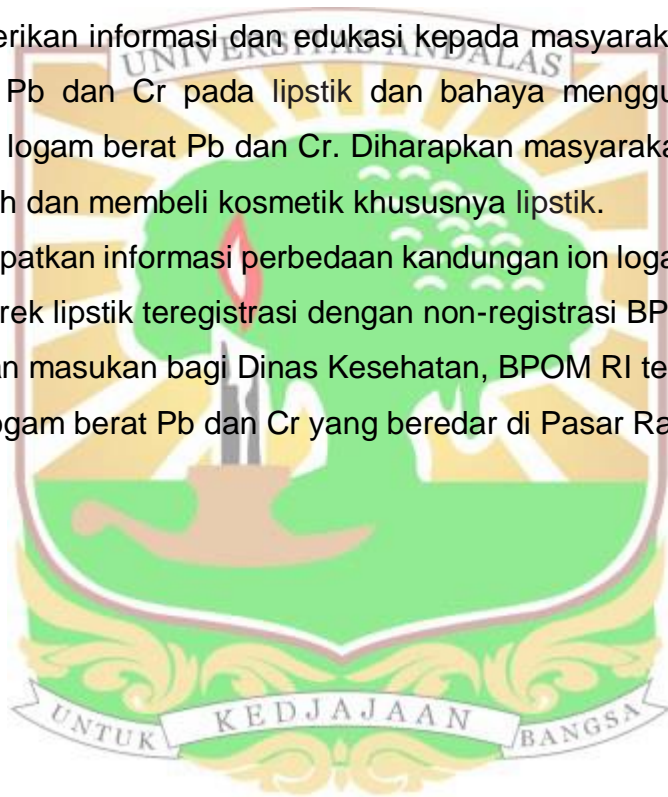 erikan informasi dan edukasi kepada masyarak
UNIVERSITAS ANDALAS
Pb dan Cr pada lipstik dan bahaya menggu
logam berat Pb dan Cr. Diharapkan masyaraka
h dan membeli kosmetik khususnya lipstik.
patkan informasi perbedaan kandungan ion loga
rek lipstik teregistrasi dengan non-registrasi BP
an masukan bagi Dinas Kesehatan, BPOM RI te
ogam berat Pb dan Cr yang beredar di Pasar Ra
UNTUK KEDJAJAAN BANGSA